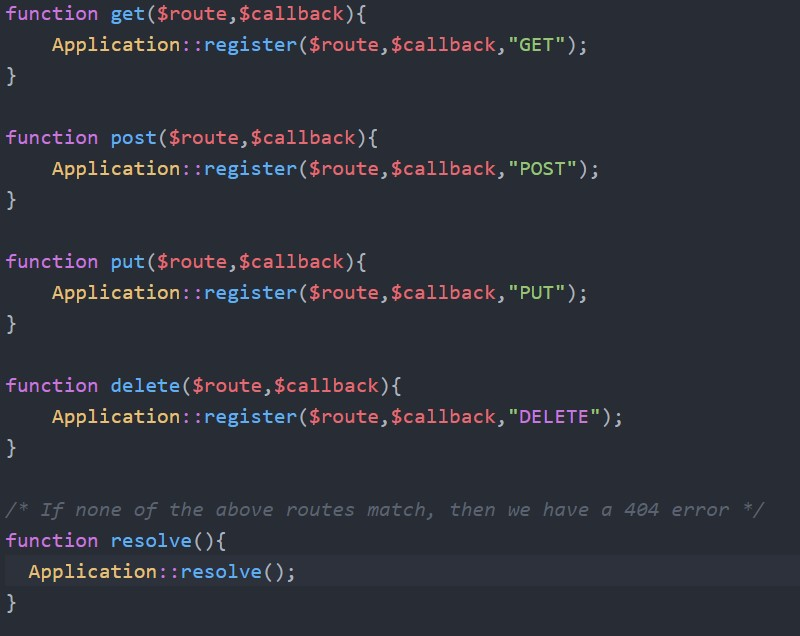 function get($route,$callback){
    Application::register($route,$callback,"GET");
}

function post($route,$callback){
    Application::register($route,$callback,"POST");
}

function put($route,$callback){
    Application::register($route,$callback,"PUT");
}

function delete($route,$callback){
    Application::register($route,$callback,"DELETE");
}

/* If none of the above routes match, then we have a 404 error */
function resolve(){
  Application::resolve();
}